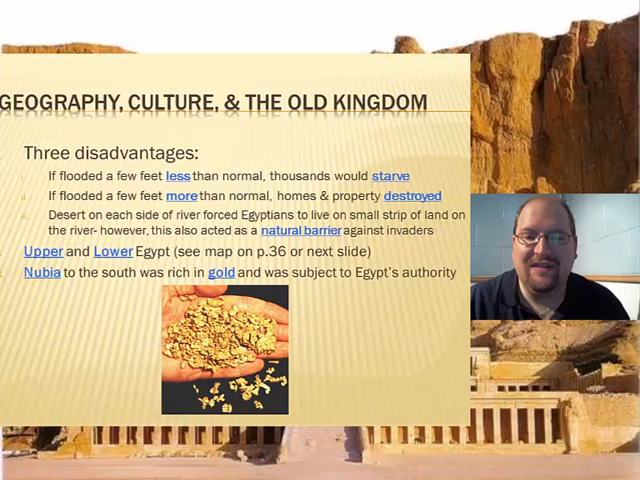 GEOGRAPHY, CULTURE, & THE OLD KINGDOM
Three disadvantages:
i. If flooded a few feet less than normal, thousands would starve
ii. If flooded a few feet more than normal, homes & property destroyed
iii. Desert on each side of river forced Egyptians to live on small strip of land on
the river- however, this also acted as a natural barrier against invaders
Upper and Lower Egypt (see map on p.36 or next slide)
Nubia to the south was rich in gold and was subject to Egypt's authority